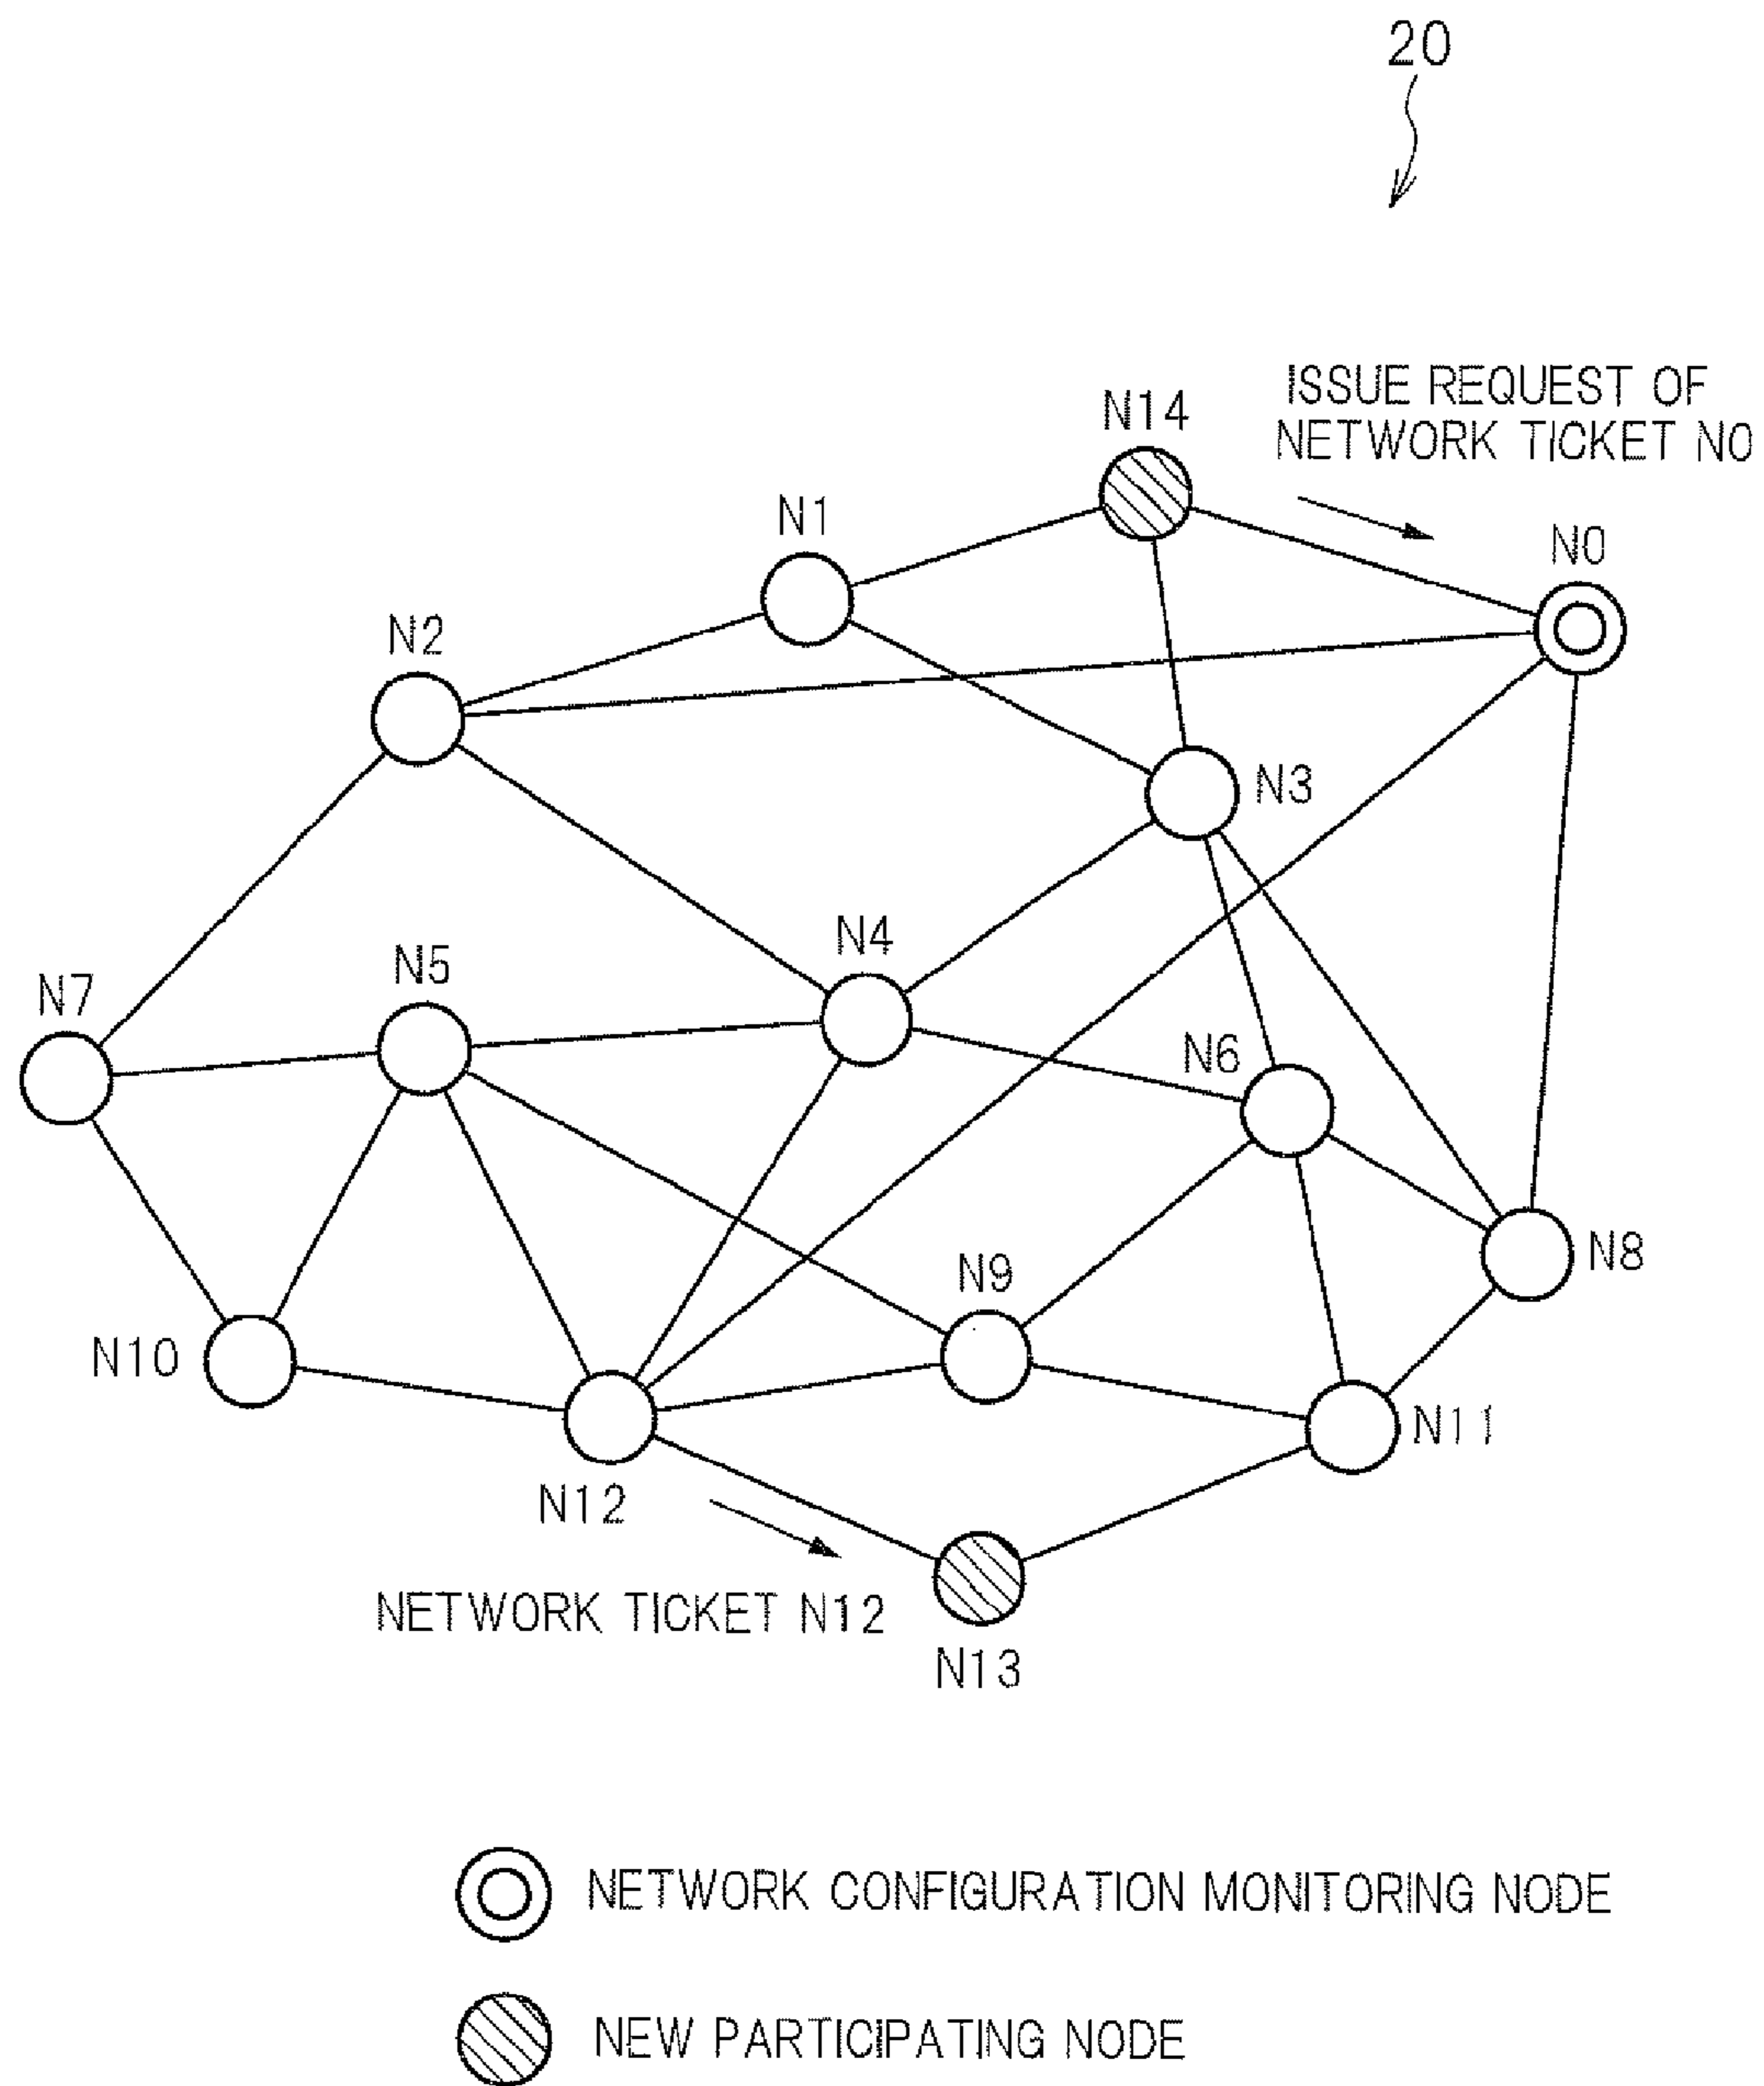 20
ISSUE REQUEST OF
NETWORK TICKET N0
N14
N1
N0
N2
N3
N4
N5
N7
N6
N8
N9
N10
N11
N12
NETWORK TICKET N12
N13
NETWORK CONFIGURATION MONITORING NODE
NEW PARTICIPATING NODE